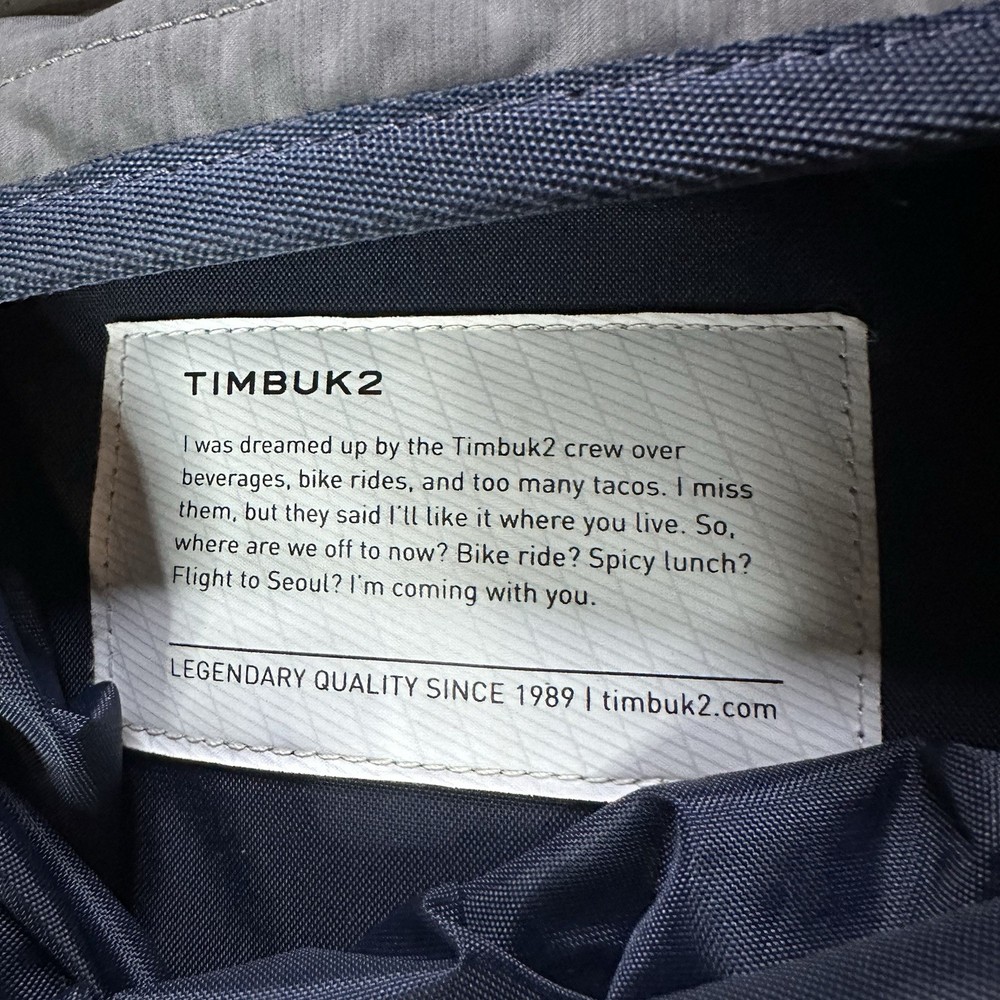 TIMBUK2
I was dreamed up by the Timbuk2 crew over
beverages, bike rides, and too many tacos. I miss
them, but they said I'll like it where you live. So,
where are we off to now? Bike ride? Spicy lunch?
Flight to Seoul? I'm coming with you.
LEGENDARY QUALITY SINCE 1989 | timbuk2.com